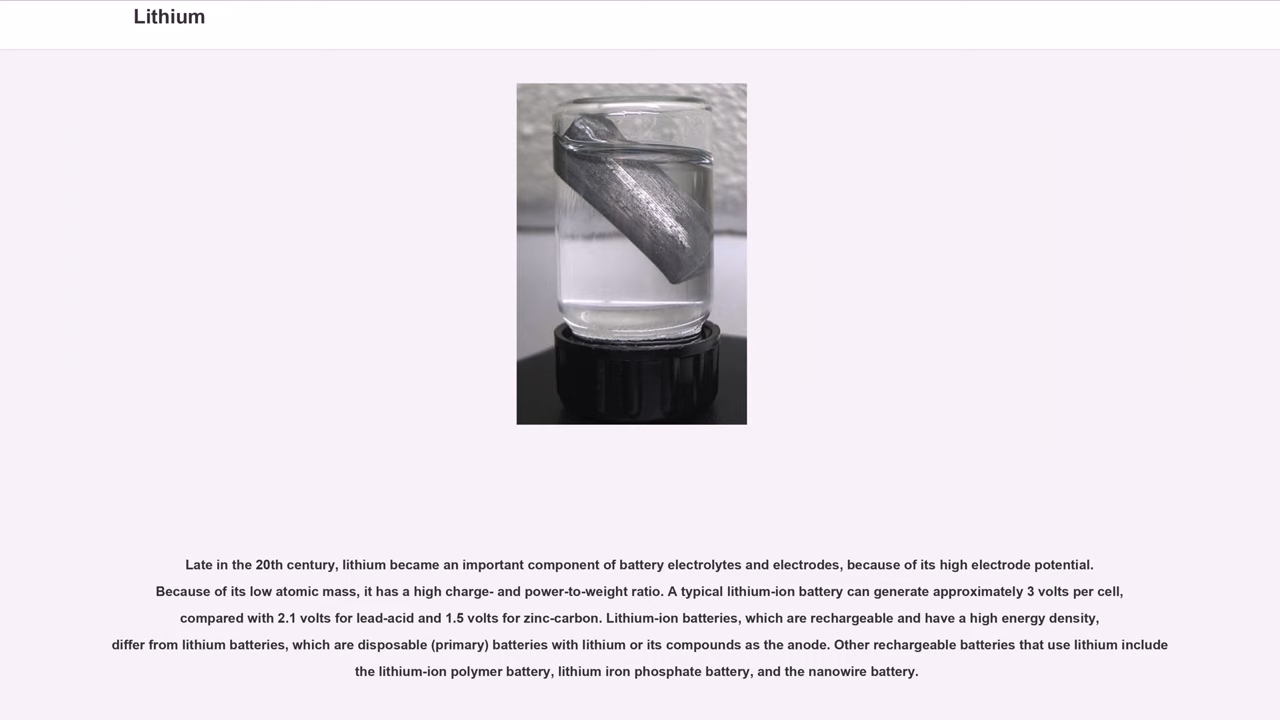 Lithium
Late in the 20th century, lithium became an important component of battery electrolytes and electrodes, because of its high electrode potential.
Because of its low atomic mass, it has a high charge- and power-to-weight ratio. A typical lithium-ion battery can generate approximately 3 volts per cell,
compared with 2.1 volts for lead-acid and 1.5 volts for zinc-carbon. Lithium-ion batteries, which are rechargeable and have a high energy density,
differ from lithium batteries, which are disposable (primary) batteries with lithium or its compounds as the anode. Other rechargeable batteries that use lithium include
the lithium-ion polymer battery, lithium iron phosphate battery, and the nanowire battery.